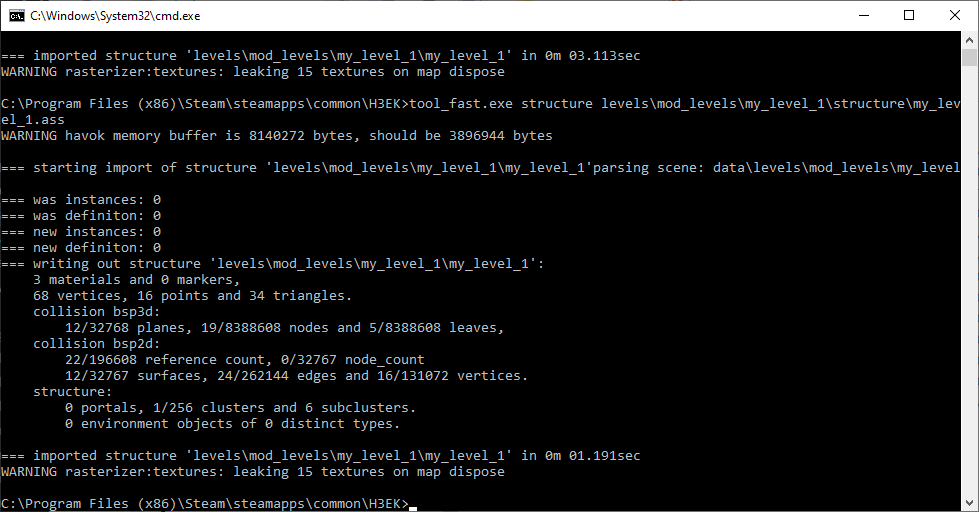 C:\Windows\System32\cmd.exe
=== imported structure 'levels\mod_levels\my_level_1\my_level_1' in 0m 03.113sec
WARNING rasterizer:textures: leaking 15 textures on map dispose
C:\Program Files (x86)\Steam\steamapps\common\H3EK>tool_fast.exe structure levels\mod_levels\my_level_1\structure\my_lev
el_1.ass
WARNING havok memory buffer is 8140272 bytes, should be 3896944 bytes
=== starting import of structure 'levels\mod_levels\my_level_1\my_level_1'parsing scene: data\levels\mod_levels\my_level
=== was instances: 0
=== was definiton: 0
=== new instances: 0
=== new definiton: 0
=== writing out structure 'levels\mod_levels\my_level_1\my_level_1':
    3 materials and 0 markers,
    68 vertices, 16 points and 34 triangles.
    collision bsp3d:
        12/32768 planes, 19/8388608 nodes and 5/8388608 leaves,
    collision bsp2d:
        22/196608 reference count, 0/32767 node_count
        12/32767 surfaces, 24/262144 edges and 16/131072 vertices.
    structure:
        0 portals, 1/256 clusters and 6 subclusters.
        0 environment objects of 0 distinct types.
=== imported structure 'levels\mod_levels\my_level_1\my_level_1' in 0m 01.191sec
WARNING rasterizer:textures: leaking 15 textures on map dispose
C:\Program Files (x86)\Steam\steamapps\common\H3EK>